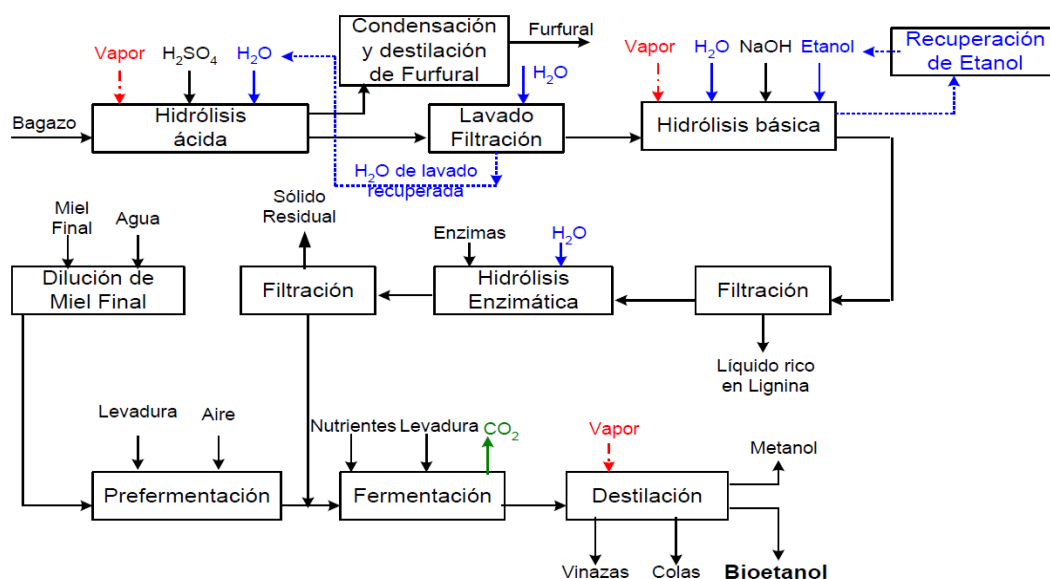 Condensación
y destilación
de Furfural
Furfural
Vapor
H₂SO₄
H₂O
H₂O
Vapor
H₂O
NaOH
Etanol
Recuperación
de Etanol
Bagazo
Hidrólisis
ácida
Lavado
Filtración
Hidrólisis básica
H₂O de lavado
recuperada
Miel
Final
Agua
Sólido
Residual
Enzimas
H₂O
Dilución de
Miel Final
Filtración
Hidrólisis
Enzimática
Filtración
Líquido rico
en Lignina
Levadura
Aire
Nutrientes
Levadura
CO₂
Vapor
Metanol
Prefermentación
Fermentación
Destilación
Vinazas
Colas
Bioetanol